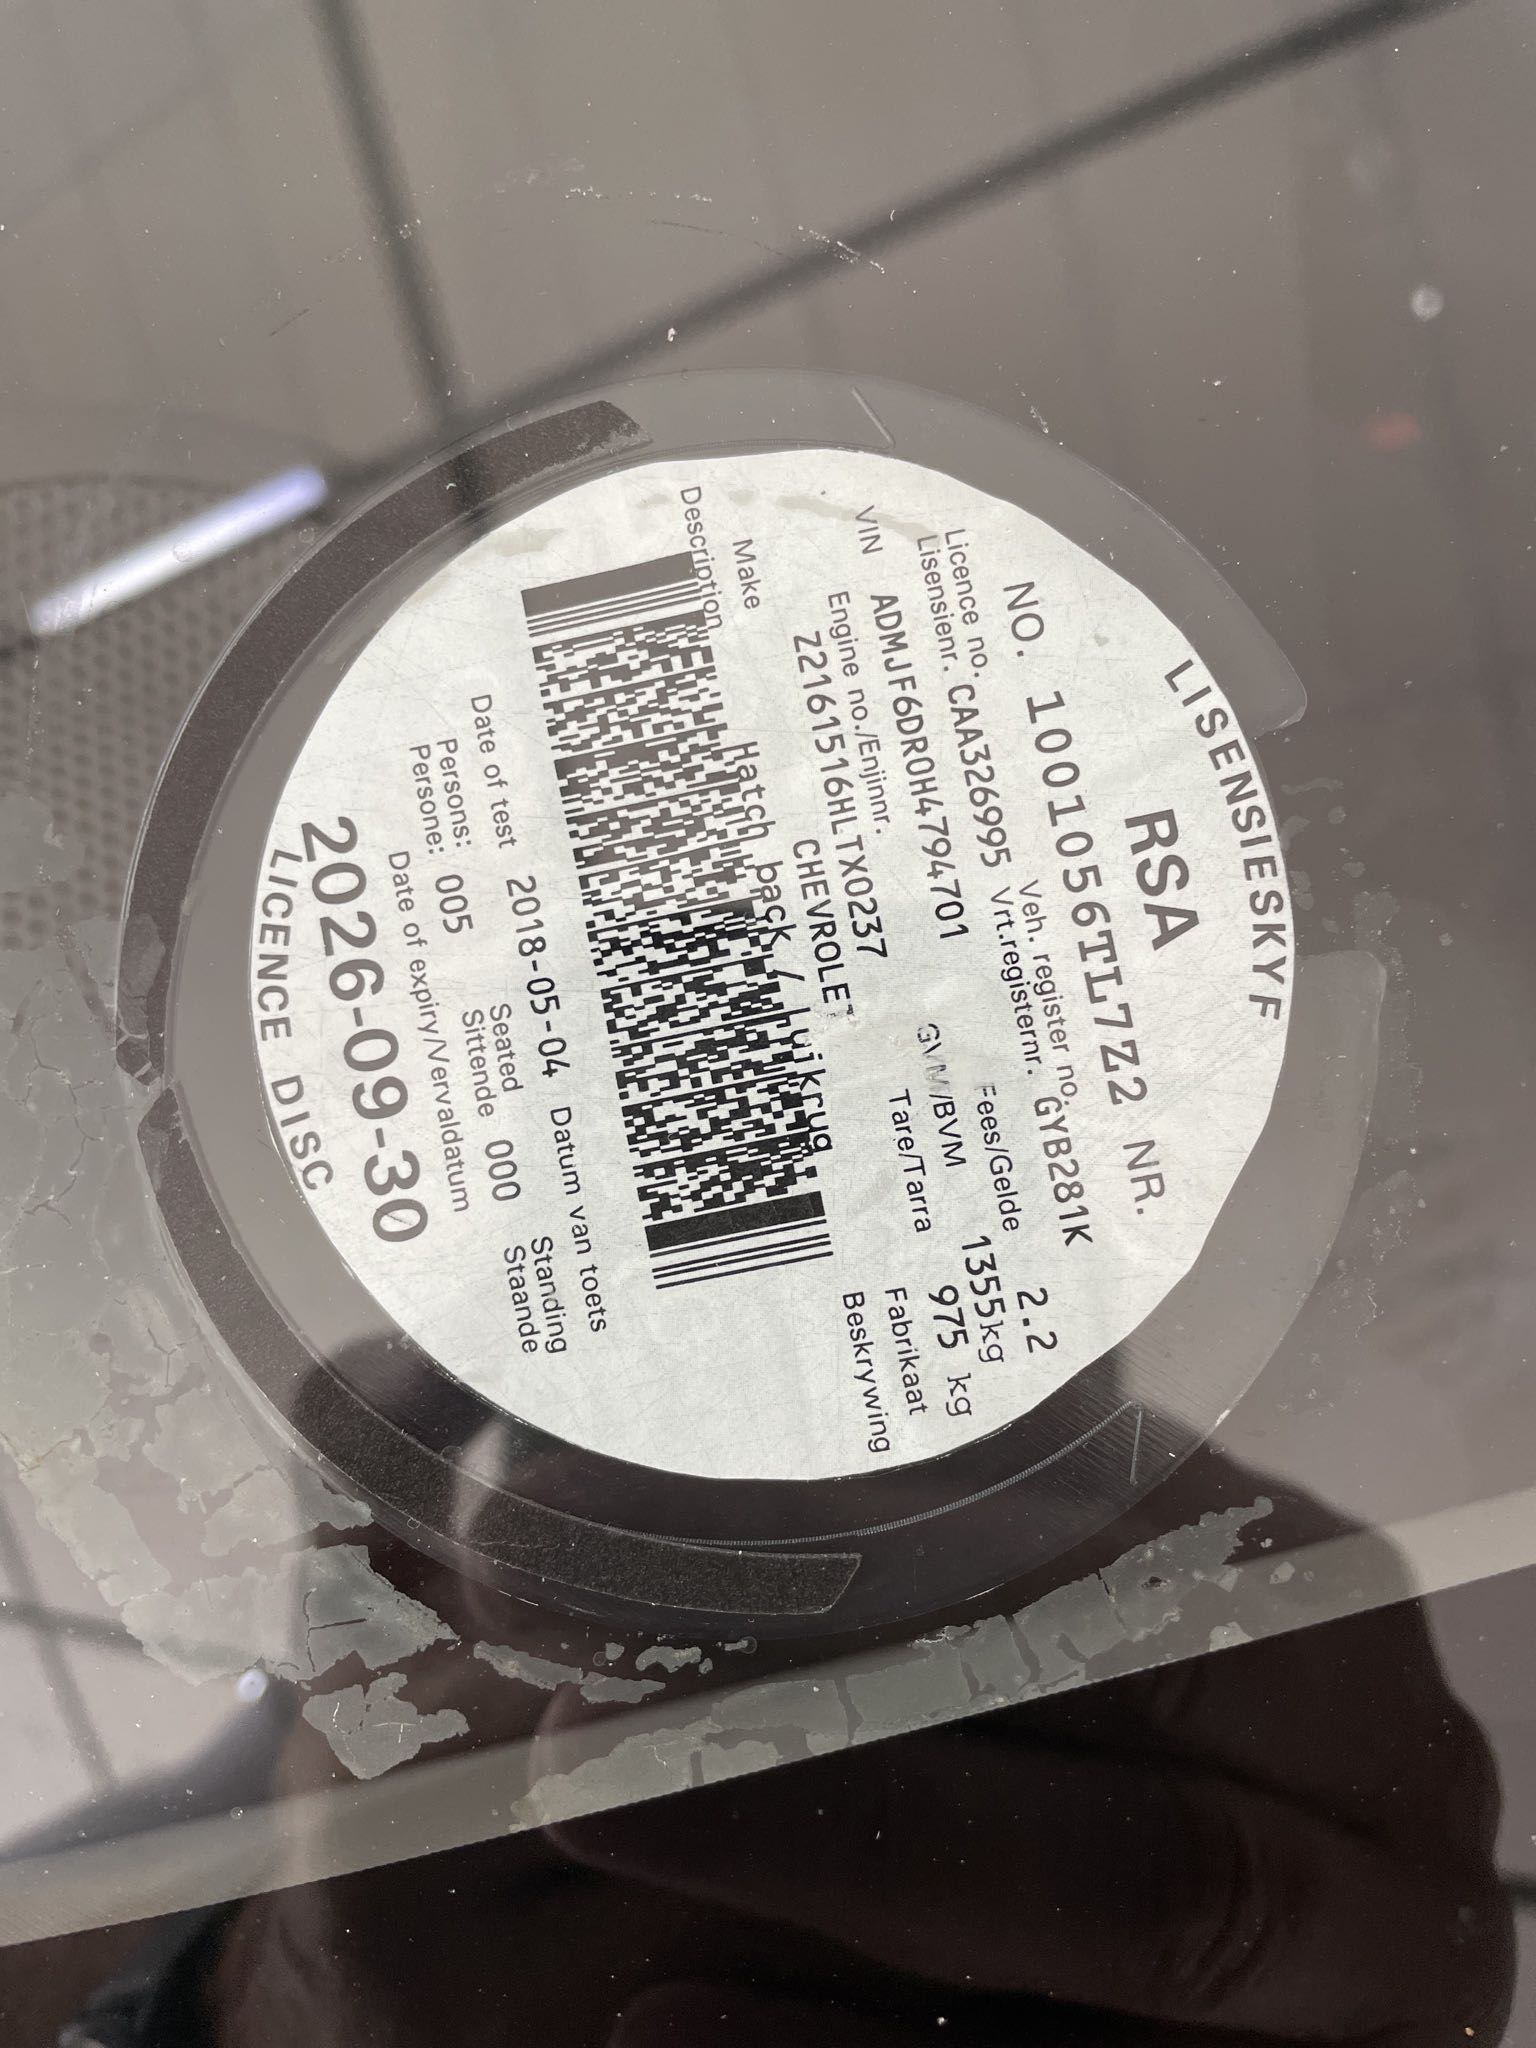 LISENSIESKYF
RSA
NO. 1001056TL7Z2 NR.
Licence no. Veh. register no.
Lisensienr. CAA326995 Vrt.registernr. GYB281K
VIN ADMJF6DR0H4794701 Fees/Gelde 2.2
Engine no./Enjinnr. GVM/BVM 1355kg
Z2161516HLTX0237 Tare/Tarra 975 kg
Make CHEVROLET Fabrikaat
Description Hatch back / luikrug Beskrywing
Date of test 2018-05-04 Datum van toets
Persons: 005 Seated 000 Standing
Persone: Sittende Staande
Date of expiry/Vervaldatum
2026-09-30
LICENCE DISC